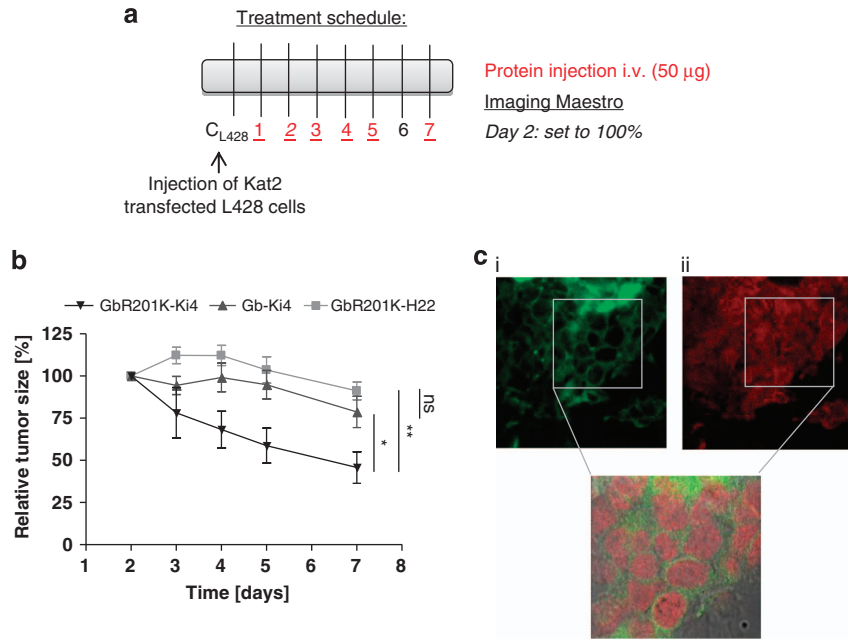 a
Treatment schedule:
C_L428 1 2 3 4 5 6 7
Injection of Kat2
transfected L428 cells
Protein injection i.v. (50 µg)
Imaging Maestro
Day 2: set to 100%
b
GbR201K-Ki4 Gb-Ki4 GbR201K-H22
Relative tumor size [%]
125
100
75
50
25
0
1 2 3 4 5 6 7 8
Time [days]
*
**
ns
c
i
ii